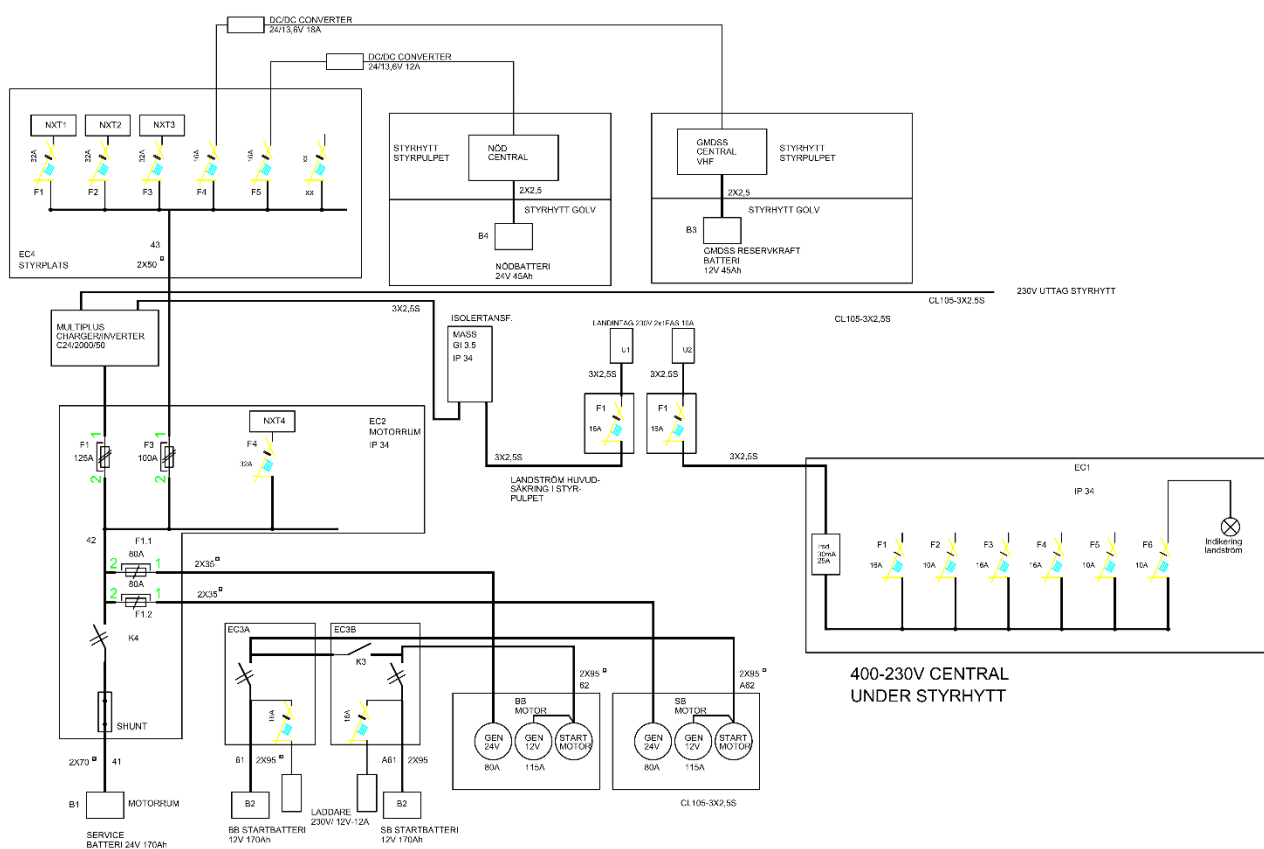 DC/DC CONVERTER
24/13,6V 18A
DC/DC CONVERTER
24/13,6V 12A
NXT1
NXT2
NXT3
32A
32A
32A
16A
16A
xx
F1
F2
F3
F4
F5
xx
EC4
STYRPLATS
43
2X50
STYRHYTT
STYRPULPET
NÖD
CENTRAL
2X2,5
STYRHYTT GOLV
B4
NÖDBATTERI
24V 45Ah
GMDSS
CENTRAL
VHF
STYRHYTT
STYRPULPET
2X2,5
STYRHYTT GOLV
B3
GMDSS RESERVKRAFT
BATTERI
12V 45Ah
230V UTTAG STYRHYTT
CL105-3X2.5S
CL105-3X2,5S
MULTIPLUS
CHARGER/INVERTER
C24/2000/50
3X2,5S
ISOLERTANSF.
MASS
GI 3.5
IP 34
LANDINTAG 230V 2x1FAS 16A
U1
U2
3X2,5S
3X2,5S
F1
16A
F1
16A
3X2,5S
3X2,5S
LANDSTRÖM HUVUD-
SÄKRING I STYR-
PULPET
EC2
MOTORRUM
IP 34
NXT4
F4
32A
F1
125A
1
2
F3
100A
1
2
42
F1.1
80A
2
1
80A
2
1
F1.2
2X35
2X35
K4
SHUNT
2X70
41
B1
MOTORRUM
SERVICE
BATTERI 24V 170Ah
EC3A
EC3B
K3
16A
16A
61
2X95
A61
2X95
B2
B2
LADDARE
230V/ 12V-12A
BB STARTBATTERI
12V 170Ah
SB STARTBATTERI
12V 170Ah
2X95
62
2X95
A62
BB
MOTOR
GEN
24V
GEN
12V
START
MOTOR
80A
115A
SB
MOTOR
GEN
24V
GEN
12V
START
MOTOR
80A
115A
CL105-3X2,5S
EC1
IP 34
30mA
25A
F1
F2
F3
F4
F5
F6
16A
10A
16A
16A
10A
10A
Indikering
landström
400-230V CENTRAL
UNDER STYRHYTT